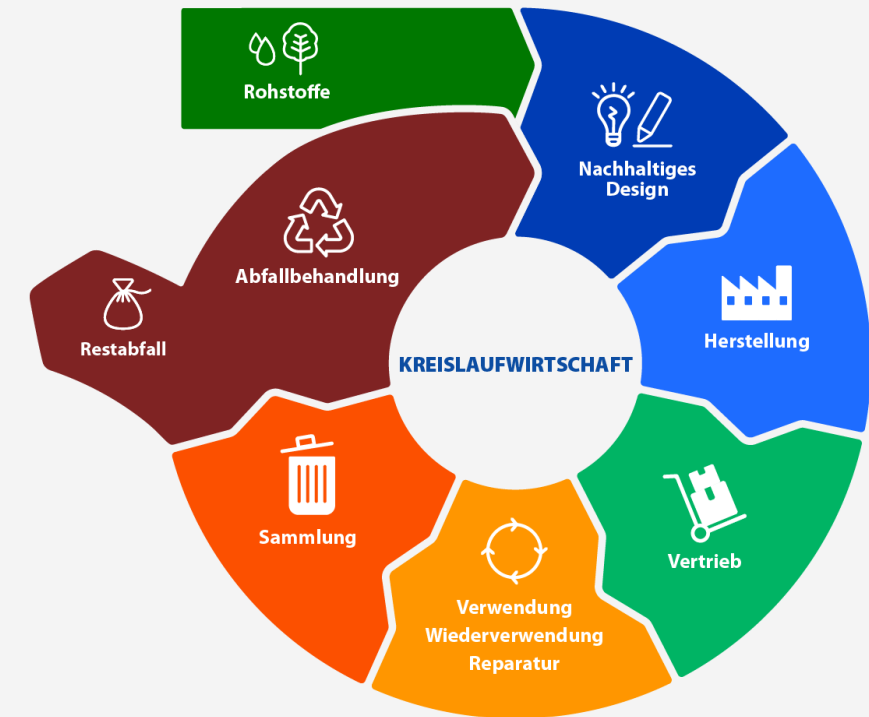 Rohstoffe
Nachhaltiges
Design
Herstellung
Vertrieb
Verwendung
Wiederverwendung
Reparatur
Sammlung
Abfallbehandlung
Restabfall
KREISLAUFWIRTSCHAFT